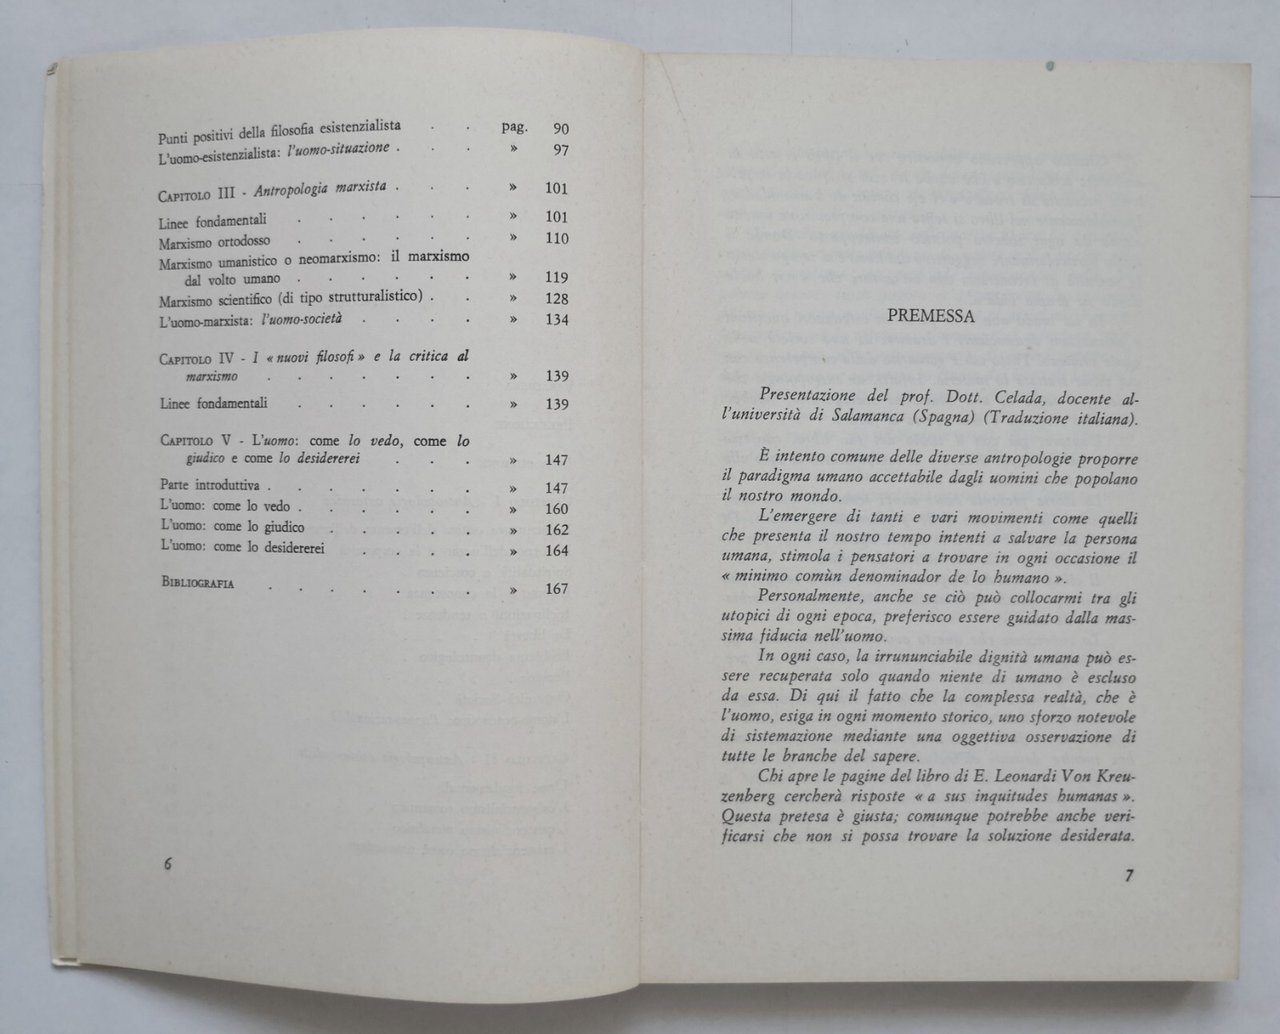 Punti positivi della filosofia esistenzialista . . pag. 90
L'uomo-esistenzialista: l'uomo-situazione . . . » 97
CAPITOLO III - Antropologia marxista . . . » 101
Linee fondamentali . . . . . . » 101
Marxismo ortodosso . . . . . . » 110
Marxismo umanistico o neomarxismo: il marxismo
dal volto umano . . . . . . » 119
Marxismo scientifico (di tipo strutturalistico) . . » 128
L'uomo-marxista: l'uomo-società . . . . » 134
CAPITOLO IV - I « nuovi filosofi » e la critica al
marxismo . . . . . . . » 139
Linee fondamentali . . . . . . » 139
CAPITOLO V - L'uomo: come lo vedo, come lo
giudico e come lo desidererei . . . » 147
Parte introduttiva . . . . . . . » 147
L'uomo: come lo vedo . . . . . . » 160
L'uomo: come lo giudico . . . . . » 162
L'uomo: come lo desidererei . . . . » 164
BIBLIOGRAFIA . . . . . . . » 167
6
PREMESSA
Presentazione del prof. Dott. Celada, docente al-
l'università di Salamanca (Spagna) (Traduzione italiana).
È intento comune delle diverse antropologie proporre
il paradigma umano accettabile dagli uomini che popolano
il nostro mondo.
L'emergere di tanti e vari movimenti come quelli
che presenta il nostro tempo intenti a salvare la persona
umana, stimola i pensatori a trovare in ogni occasione il
« minimo comùn denominador de lo humano ».
Personalmente, anche se ciò può collocarmi tra gli
utopici di ogni epoca, preferisco essere guidato dalla mas-
sima fiducia nell'uomo.
In ogni caso, la irrununciabile dignità umana può es-
sere recuperata solo quando niente di umano è escluso
da essa. Di qui il fatto che la complessa realtà, che è
l'uomo, esiga in ogni momento storico, uno sforzo notevole
di sistemazione mediante una oggettiva osservazione di
tutte le branche del sapere.
Chi apre le pagine del libro di E. Leonardi Von Kreu-
zenberg cercherà risposte « a sus inquitudes humanas ».
Questa pretesa è giusta; comunque potrebbe anche veri-
ficarsi che non si possa trovare la soluzione desiderata.
7